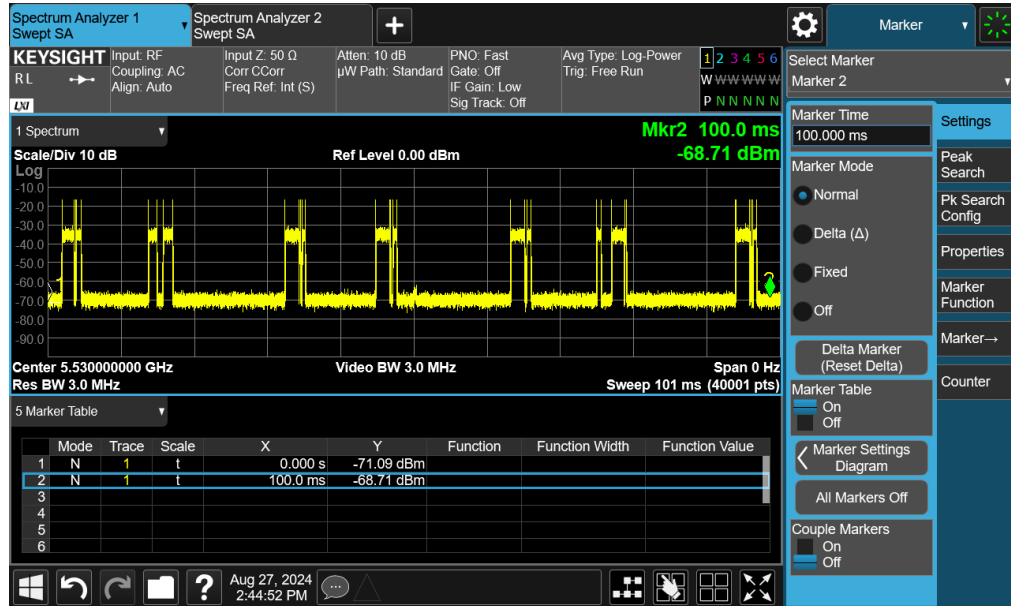 Spectrum Analyzer 1
Swept SA
Spectrum Analyzer 2
Swept SA
Marker
KEYSIGHT
RL
LXI
Input: RF
Coupling: AC
Align: Auto
Input Z: 50 Ω
Corr CCorr
Freq Ref: Int (S)
Atten: 10 dB
µW Path: Standard
PNO: Fast
Gate: Off
IF Gain: Low
Sig Track: Off
Avg Type: Log-Power
Trig: Free Run
1 2 3 4 5 6
W W W W W W
P N N N N N
Select Marker
Marker 2
1 Spectrum
Mkr2 100.0 ms
Scale/Div 10 dB
Ref Level 0.00 dBm
-68.71 dBm
Log
-10.0
-20.0
-30.0
-40.0
-50.0
-60.0
-70.0
-80.0
-90.0
1
2
Center 5.530000000 GHz
Video BW 3.0 MHz
Span 0 Hz
Res BW 3.0 MHz
Sweep 101 ms (40001 pts)
5 Marker Table
Mode Trace Scale X Y Function Function Width Function Value
1 N 1 t 0.000 s -71.09 dBm
2 N 1 t 100.0 ms -68.71 dBm
3
4
5
6
Marker Time
100.000 ms
Marker Mode
Normal
Delta (Δ)
Fixed
Off
Delta Marker
(Reset Delta)
Marker Table
On
Off
Marker Settings
Diagram
All Markers Off
Couple Markers
On
Off
Settings
Peak
Search
Pk Search
Config
Properties
Marker
Function
Marker→
Counter
?
Aug 27, 2024
2:44:52 PM